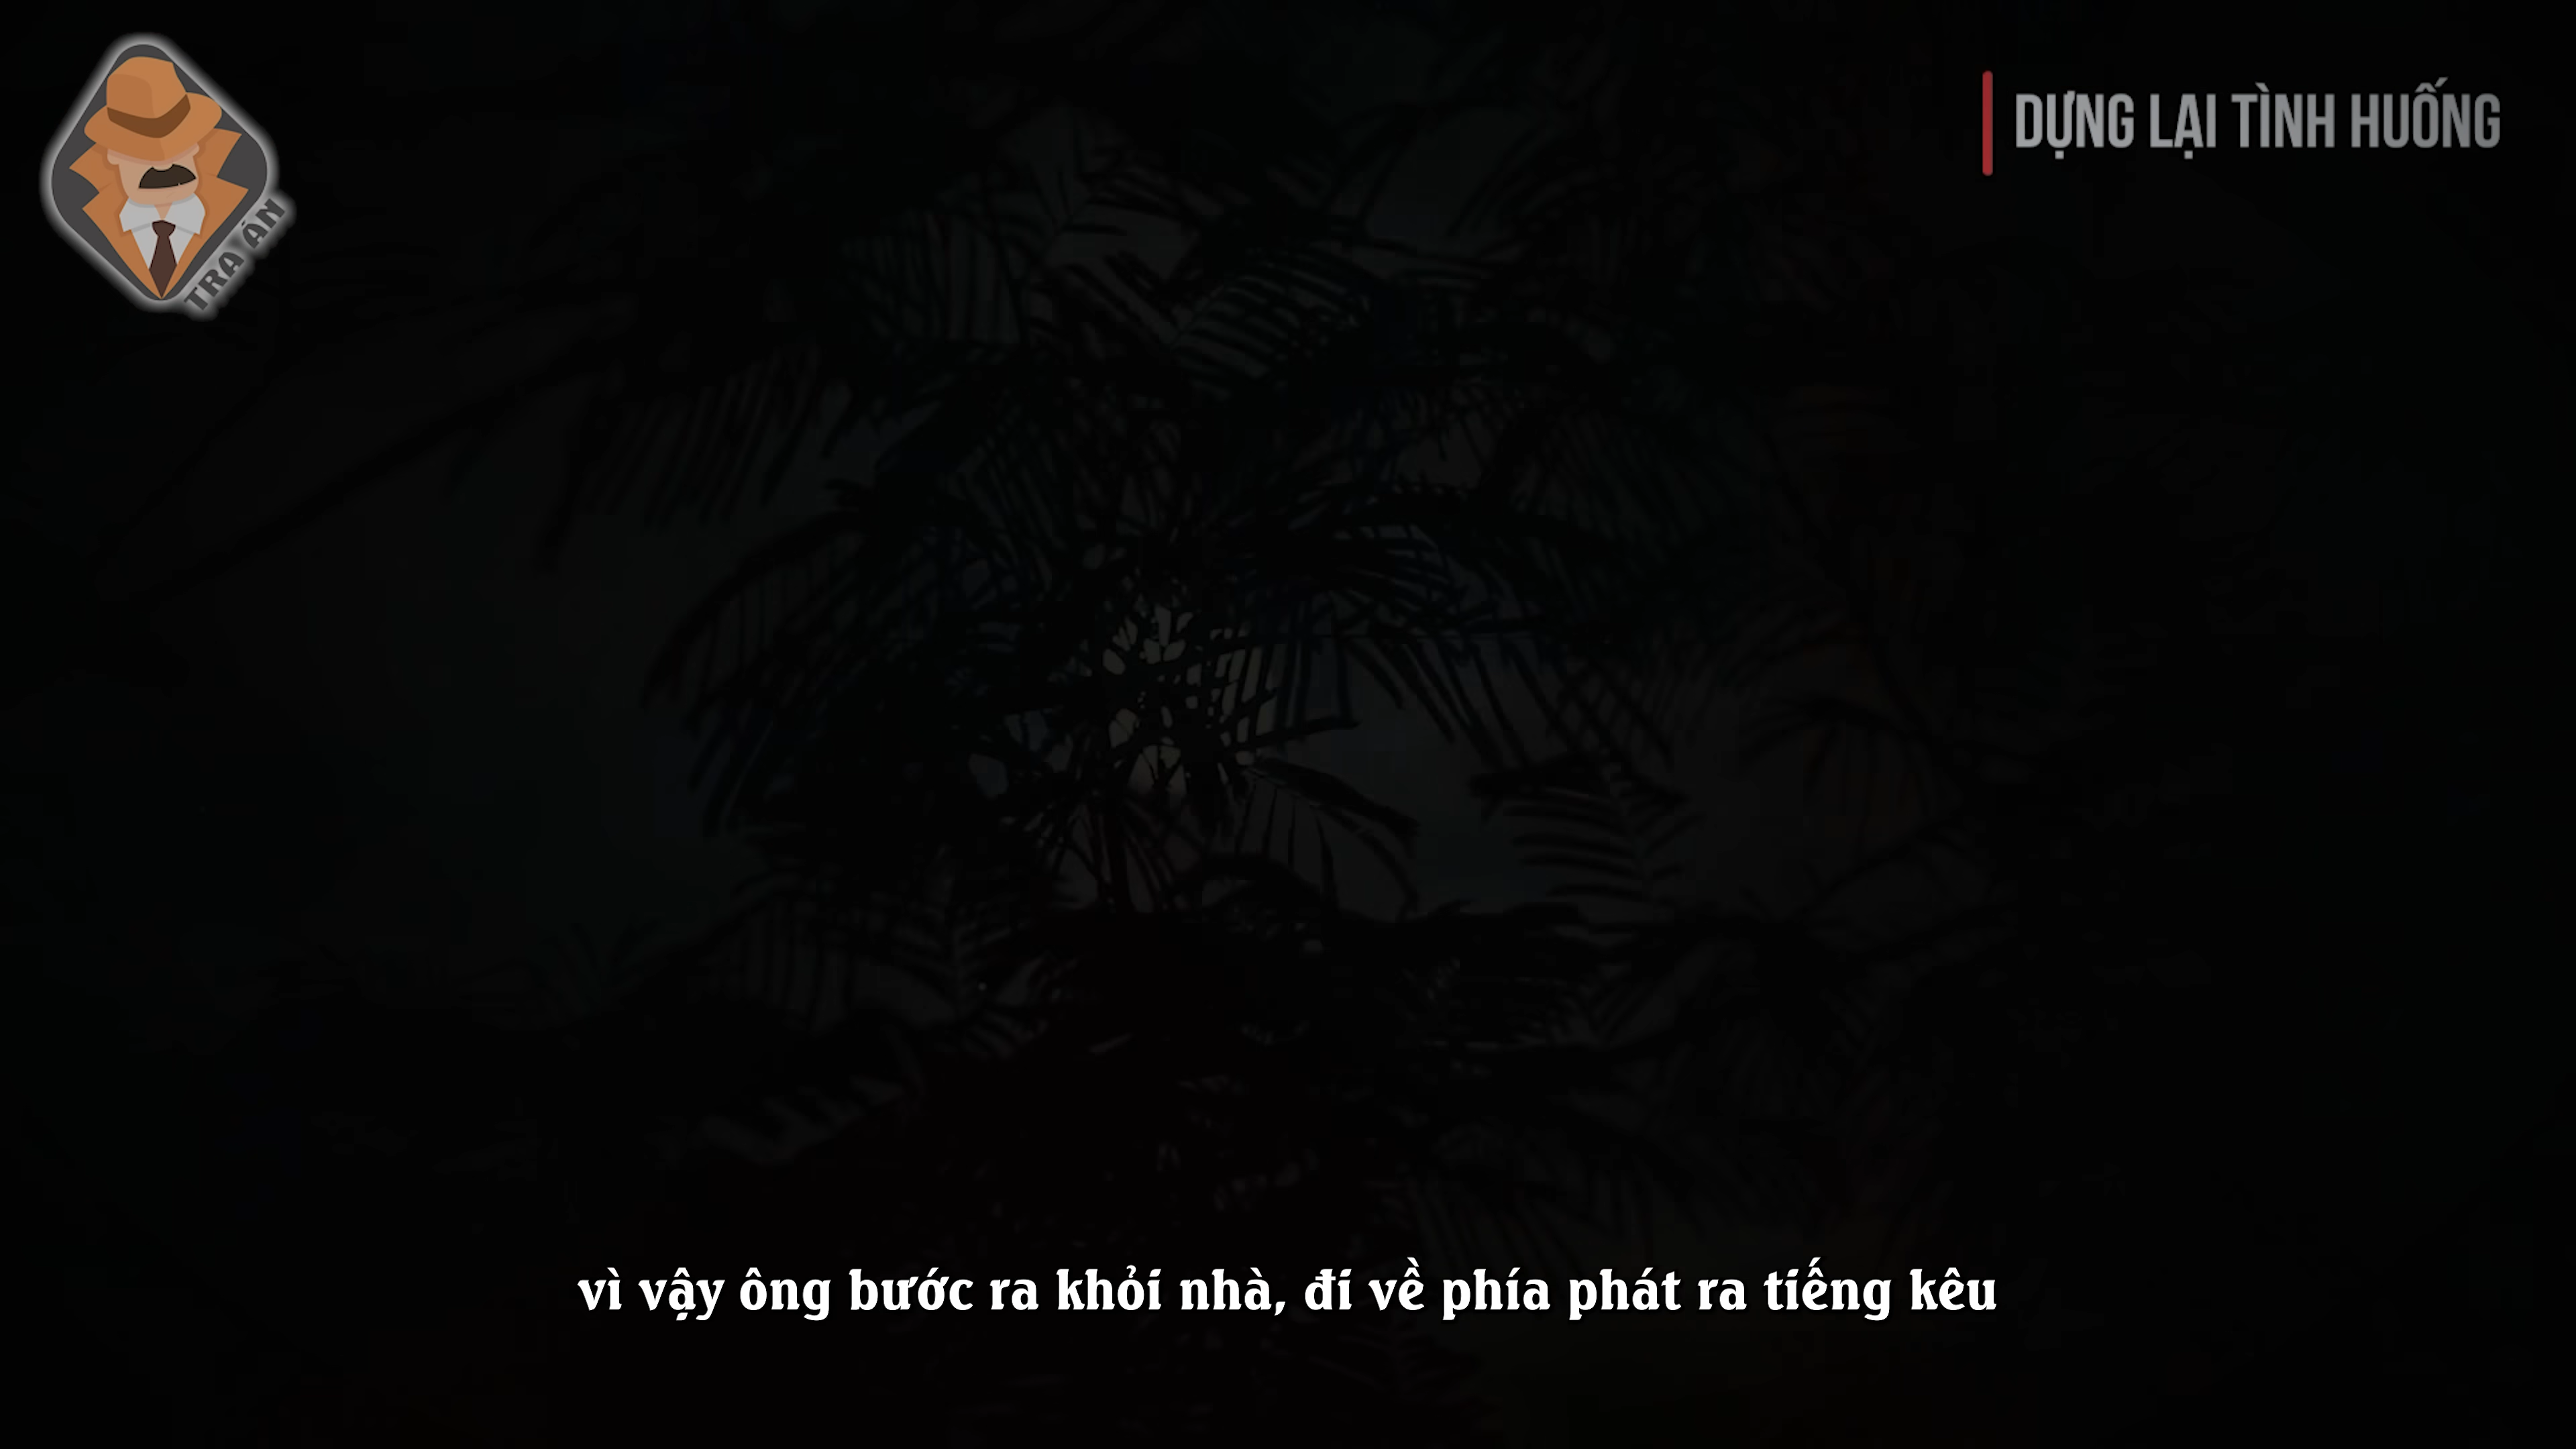 TRA ÁN
DỰNG LẠI TÌNH HUỐNG
vì vậy ông bước ra khỏi nhà, đi về phía phát ra tiếng kêu